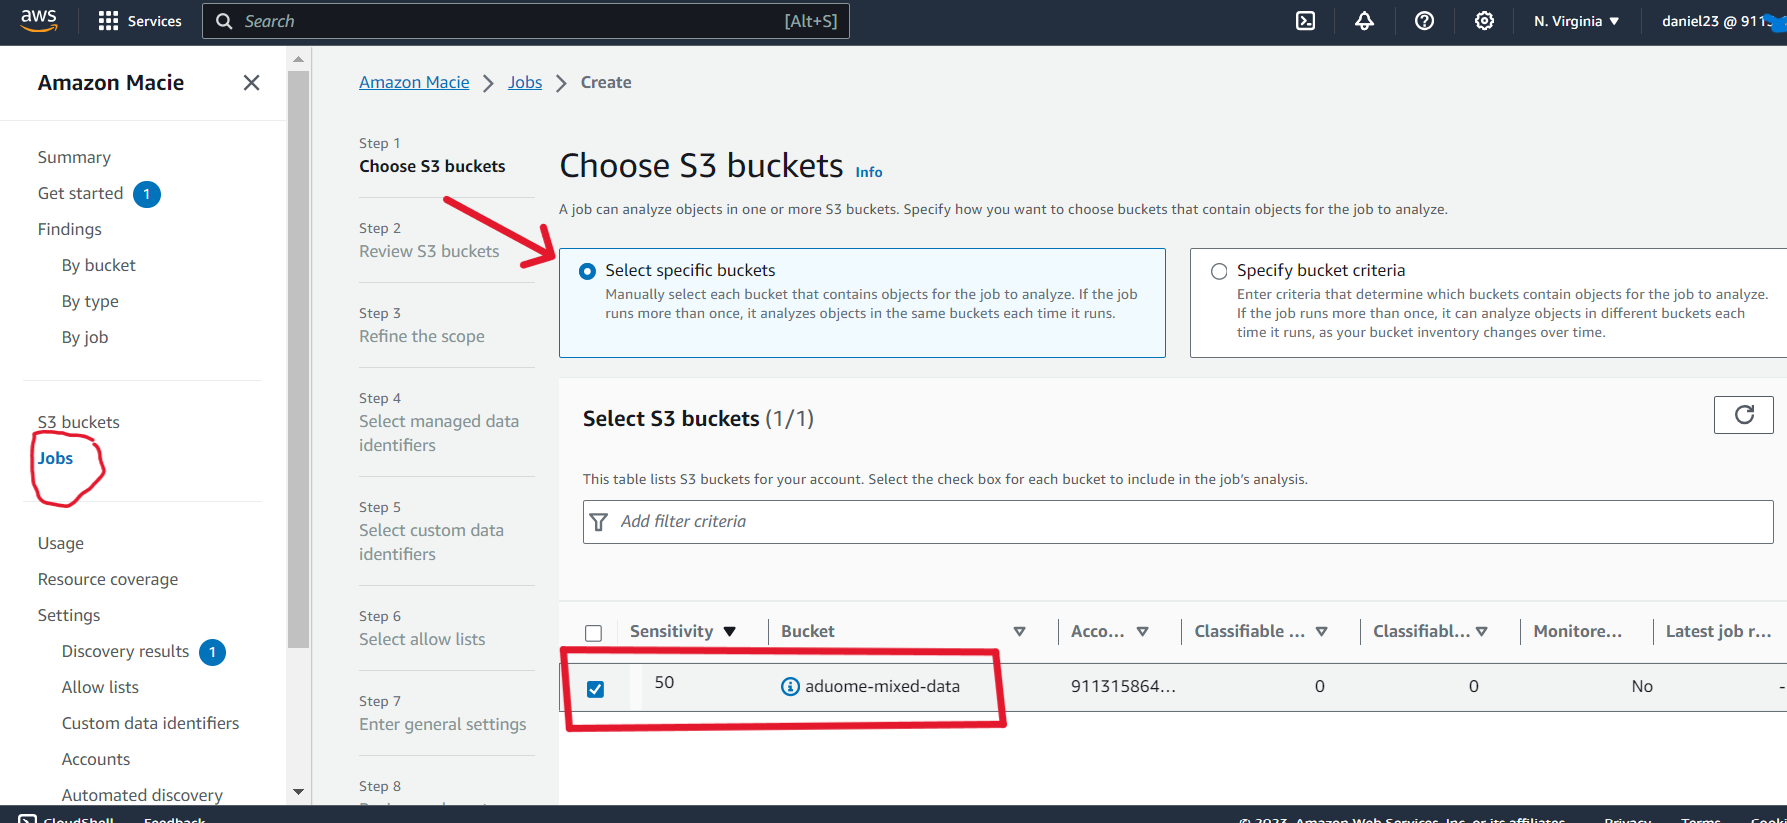 aws
Services
Search
[Alt+S]
N. Virginia
daniel23 @ 9115
Amazon Macie
Amazon Macie
Jobs
Create
Summary
Get started 1
Findings
By bucket
By type
By job
S3 buckets
Jobs
Usage
Resource coverage
Settings
Discovery results 1
Allow lists
Custom data identifiers
Accounts
Automated discovery
Step 1
Choose S3 buckets
Step 2
Review S3 buckets
Step 3
Refine the scope
Step 4
Select managed data
identifiers
Step 5
Select custom data
identifiers
Step 6
Select allow lists
Step 7
Enter general settings
Step 8
Choose S3 buckets Info
A job can analyze objects in one or more S3 buckets. Specify how you want to choose buckets that contain objects for the job to analyze.
Select specific buckets
Manually select each bucket that contains objects for the job to analyze. If the job
runs more than once, it analyzes objects in the same buckets each time it runs.
Specify bucket criteria
Enter criteria that determine which buckets contain objects for the job to analyze.
If the job runs more than once, it can analyze objects in different buckets each
time it runs, as your bucket inventory changes over time.
Select S3 buckets (1/1)
This table lists S3 buckets for your account. Select the check box for each bucket to include in the job's analysis.
Add filter criteria
Sensitivity Bucket Acco... Classifiable ... Classifiabl... Monitore... Latest job r...
50 aduome-mixed-data 911315864... 0 0 No -
CloudShell Feedback © 2023, Amazon Web Services, Inc. or its affiliates. Privacy Terms